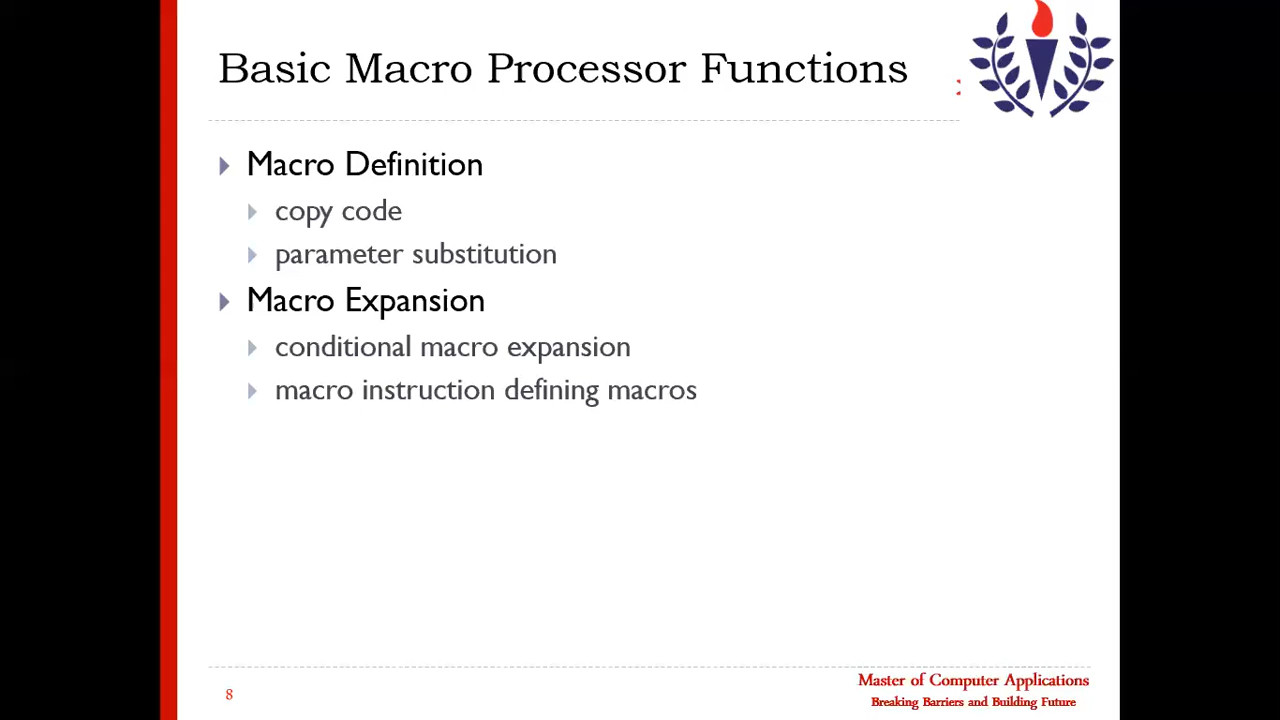 Basic Macro Processor Functions
Macro Definition
copy code
parameter substitution
Macro Expansion
conditional macro expansion
macro instruction defining macros
8
Master of Computer Applications
Breaking Barriers and Building Future